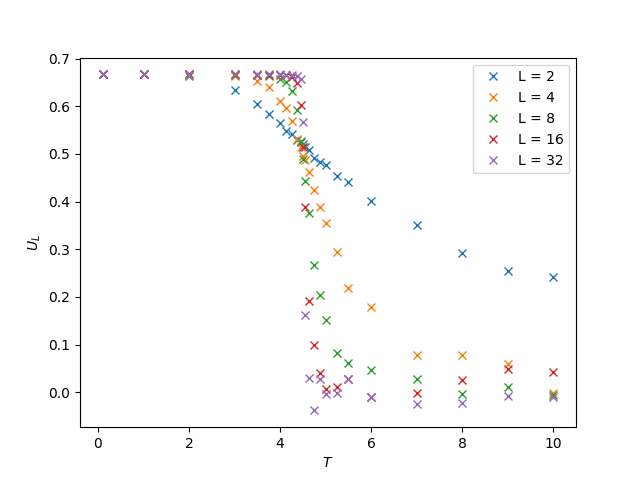 0.7
0.6
0.5
0.4
0.3
0.2
0.1
0.0
U_L
0 2 4 6 8 10
T
L = 2
L = 4
L = 8
L = 16
L = 32